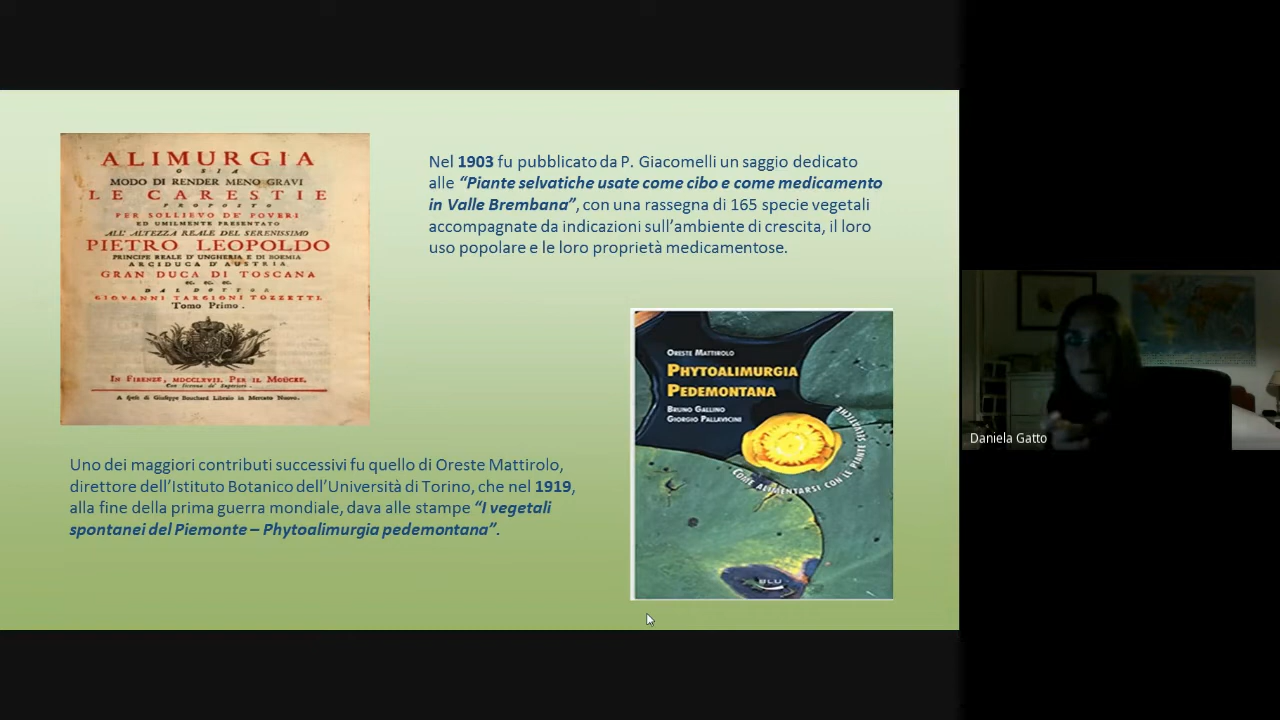 ALIMURGIA
O SIA
MODO DI RENDER MENO GRAVI
LE CARESTIE
PROPOSTO
PER SOLLIEVO DE' POVERI
ED UMILMENTE PRESENTATO
ALL' ALTEZZA REALE DEL SERENISSIMO
PIETRO LEOPOLDO
PRINCIPE REALE D' UNGHERIA E DI BOEMIA
ARCIDUCA D' AUSTRIA
GRAN DUCA DI TOSCANA
ec. ec. ec.
DAL DOTTOR
GIOVANNI TARGIONI TOZZETTI.
Tomo Primo.
IN FIRENZE, MDCCLXVII. PER IL MOÜCKE.
Con licenza de' Superiori.
A spese di Giuseppe Bouchard Libraio in Mercato Nuovo.
Nel 1903 fu pubblicato da P. Giacomelli un saggio dedicato
alle “Piante selvatiche usate come cibo e come medicamento
in Valle Brembana”, con una rassegna di 165 specie vegetali
accompagnate da indicazioni sull’ambiente di crescita, il loro
uso popolare e le loro proprietà medicamentose.
ORESTE MATTIROLO
PHYTOALIMURGIA
PEDEMONTANA
BRUNO GALLINO
GIORGIO PALLAVICINI
COME ALIMENTARSI CON LE PIANTE SELVATICHE
BLU
Uno dei maggiori contributi successivi fu quello di Oreste Mattirolo,
direttore dell’Istituto Botanico dell’Università di Torino, che nel 1919,
alla fine della prima guerra mondiale, dava alle stampe “I vegetali
spontanei del Piemonte – Phytoalimurgia pedemontana”.
Daniela Gatto